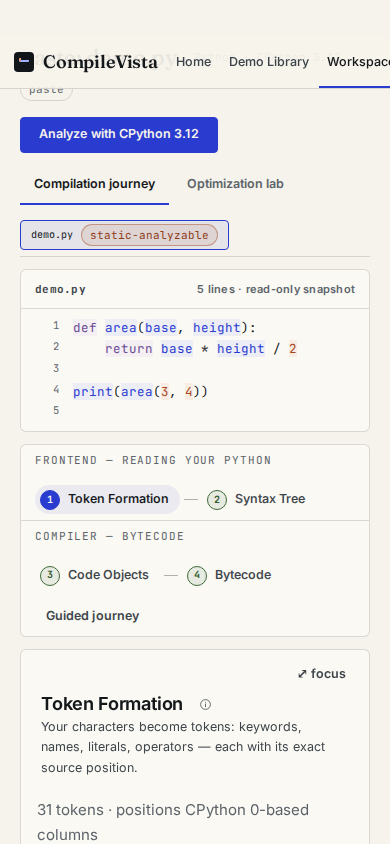 CompileVista Home Demo Library Workspace
paste
Analyze with CPython 3.12
Compilation journey Optimization lab
demo.py static-analyzable
demo.py 5 lines · read-only snapshot
1 def area(base, height):
2     return base * height / 2
3
4 print(area(3, 4))
5
FRONTEND — READING YOUR PYTHON
1 Token Formation — 2 Syntax Tree
COMPILER — BYTECODE
3 Code Objects — 4 Bytecode
Guided journey
⤢ focus
Token Formation ⓘ
Your characters become tokens: keywords,
names, literals, operators — each with its exact
source position.
31 tokens · positions CPython 0-based
columns